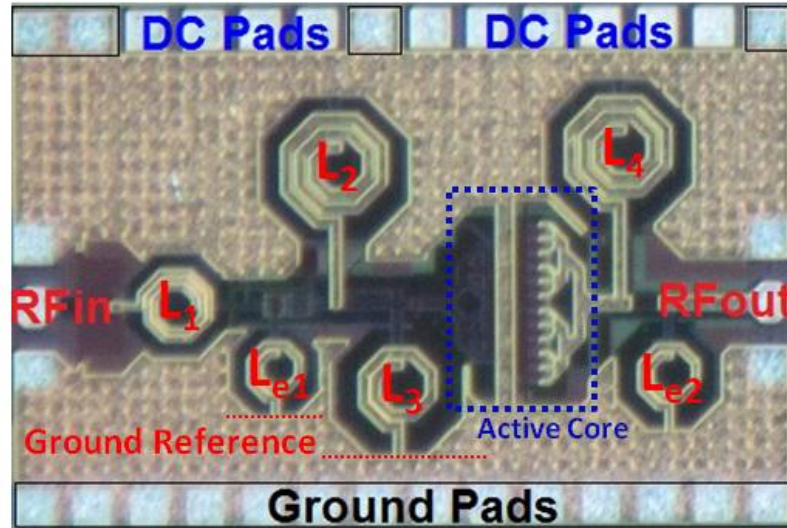 DC Pads
DC Pads
L2
L4
RFin
L1
RFout
Le1
L3
Le2
Ground Reference
Active Core
Ground Pads